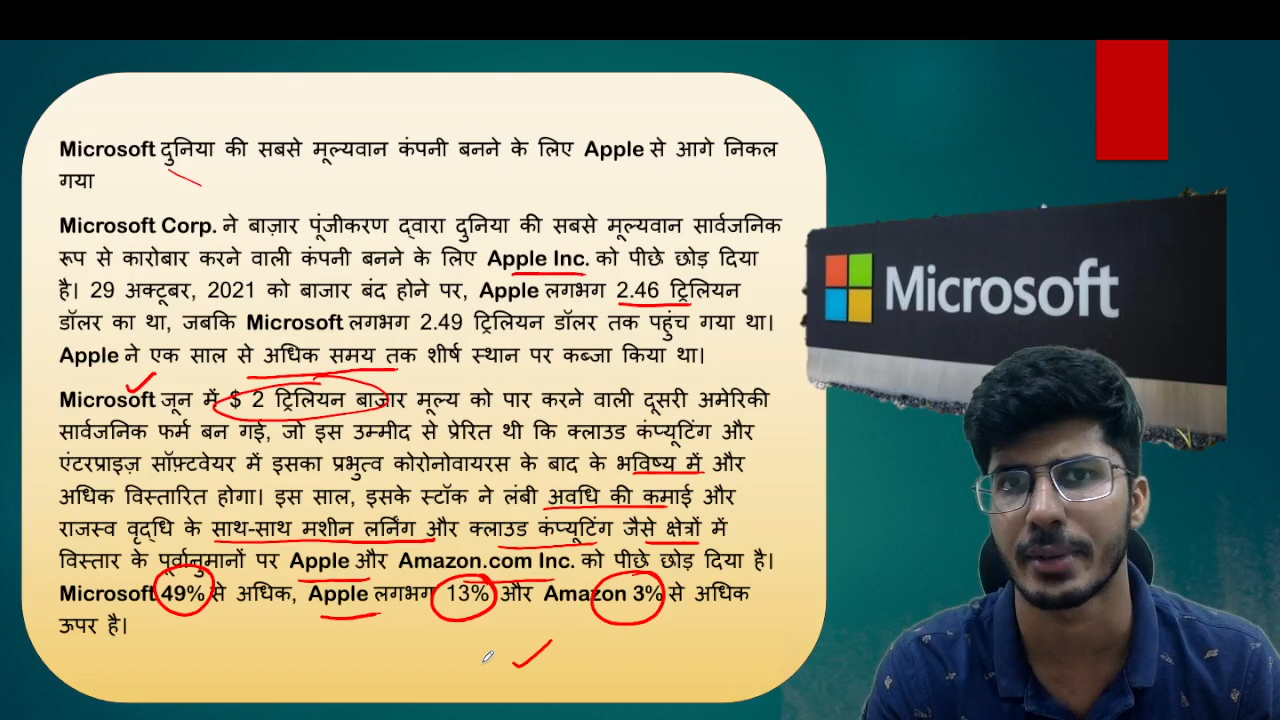 Microsoft दुनिया की सबसे मूल्यवान कंपनी बनने के लिए Apple से आगे निकल
गया
Microsoft Corp. ने बाज़ार पूंजीकरण द्वारा दुनिया की सबसे मूल्यवान सार्वजनिक
रूप से कारोबार करने वाली कंपनी बनने के लिए Apple Inc. को पीछे छोड़ दिया
है। 29 अक्टूबर, 2021 को बाजार बंद होने पर, Apple लगभग 2.46 ट्रिलियन
डॉलर का था, जबकि Microsoft लगभग 2.49 ट्रिलियन डॉलर तक पहुंच गया था।
Apple ने एक साल से अधिक समय तक शीर्ष स्थान पर कब्जा किया था।
Microsoft जून में $ 2 ट्रिलियन बाजार मूल्य को पार करने वाली दूसरी अमेरिकी
सार्वजनिक फर्म बन गई, जो इस उम्मीद से प्रेरित थी कि क्लाउड कंप्यूटिंग और
एंटरप्राइज़ सॉफ़्टवेयर में इसका प्रभुत्व कोरोनोवायरस के बाद के भविष्य में और
अधिक विस्तारित होगा। इस साल, इसके स्टॉक ने लंबी अवधि की कमाई और
राजस्व वृद्धि के साथ-साथ मशीन लर्निंग और क्लाउड कंप्यूटिंग जैसे क्षेत्रों में
विस्तार के पूर्वानुमानों पर Apple और Amazon.com Inc. को पीछे छोड़ दिया है।
Microsoft 49% से अधिक, Apple लगभग 13% और Amazon 3% से अधिक
ऊपर है।
Microsoft